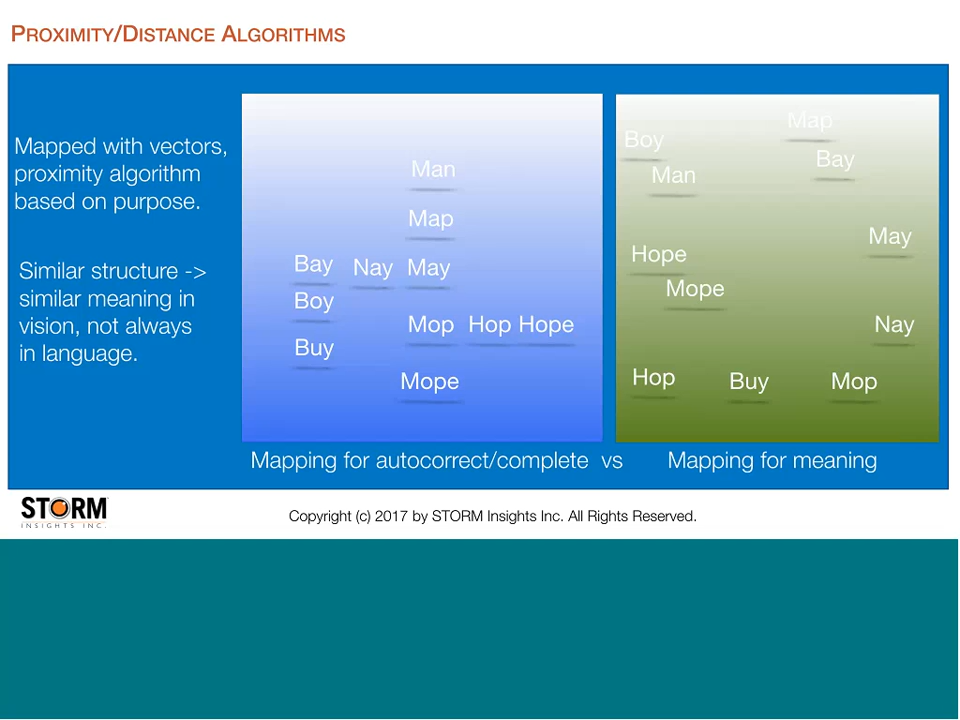 PROXIMITY/DISTANCE ALGORITHMS
Mapped with vectors,
proximity algorithm
based on purpose.
Similar structure ->
similar meaning in
vision, not always
in language.
Man
Map
Bay Nay May
Boy
Mop Hop Hope
Buy
Mope
Map
Boy
Bay
Man
May
Hope
Mope
Nay
Hop Buy Mop
Mapping for autocorrect/complete vs Mapping for meaning
STORM
INSIGHTS INC.
Copyright (c) 2017 by STORM Insights Inc. All Rights Reserved.